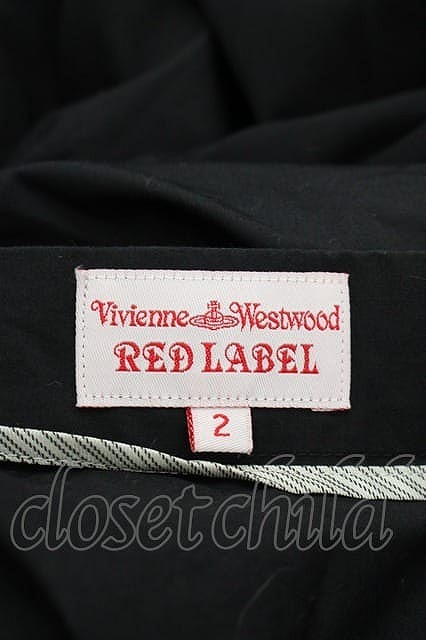 Vivienne Westwood
RED LABEL
2
closetchild